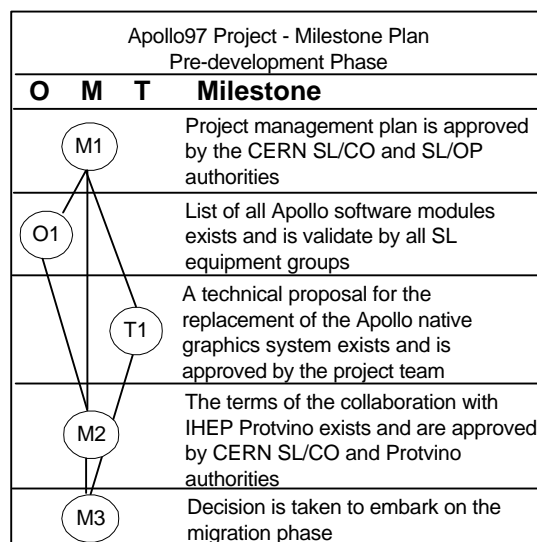 Apollo97 Project - Milestone Plan
Pre-development Phase
O M T Milestone
M1
Project management plan is approved
by the CERN SL/CO and SL/OP
authorities
O1
List of all Apollo software modules
exists and is validate by all SL
equipment groups
T1
A technical proposal for the
replacement of the Apollo native
graphics system exists and is
approved by the project team
M2
The terms of the collaboration with
IHEP Protvino exists and are approved
by CERN SL/CO and Protvino
authorities
M3
Decision is taken to embark on the
migration phase